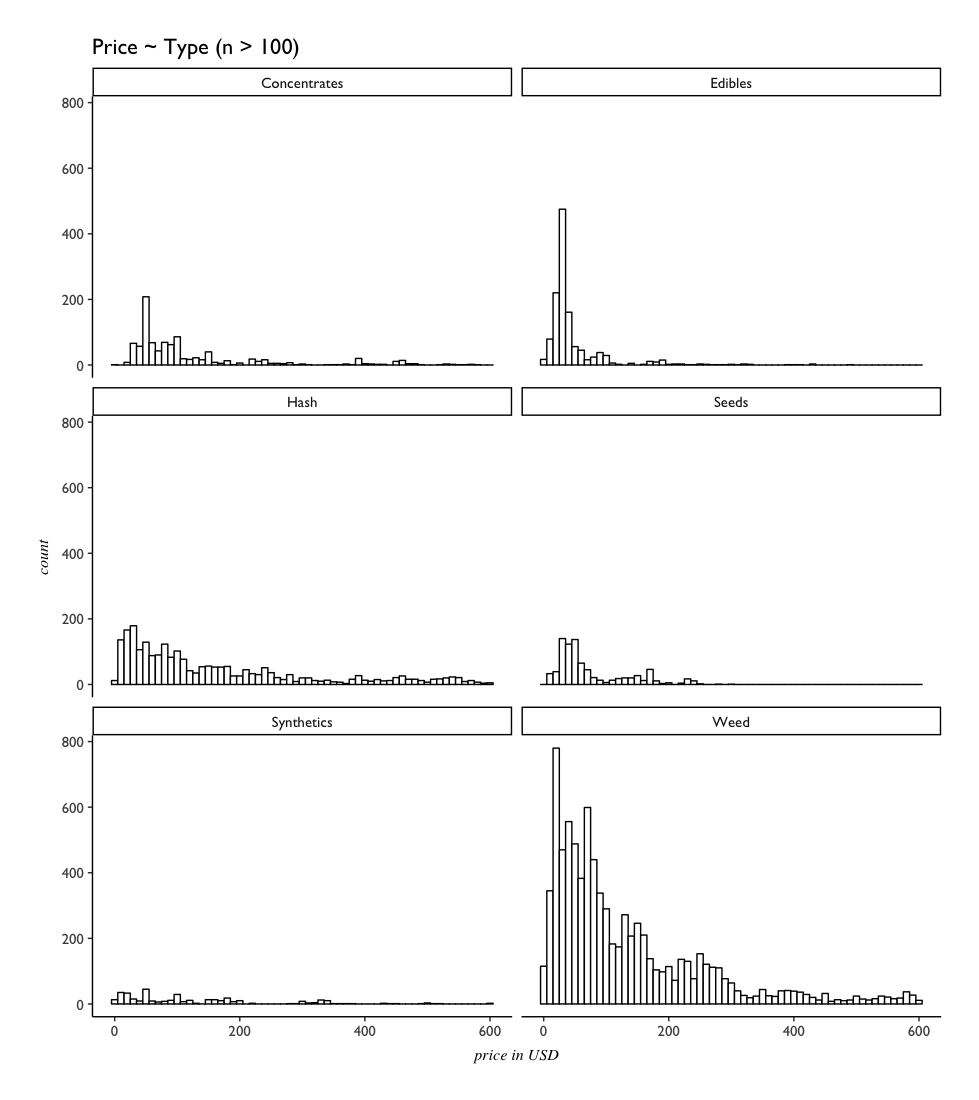 Price ~ Type (n > 100)
Concentrates
Edibles
800
600
400
200
0
Hash
Seeds
800
600
400
200
0
count
Synthetics
Weed
800
600
400
200
0
0 200 400 600 0 200 400 600
price in USD